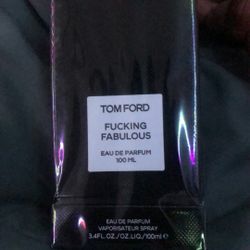 TOM FORD
FUCKING
FABULOUS
EAU DE PARFUM
100 ML
EAU DE PARFUM
VAPORISATEUR SPRAY
3.4FL.OZ./OZ.LIQ./100ml℮